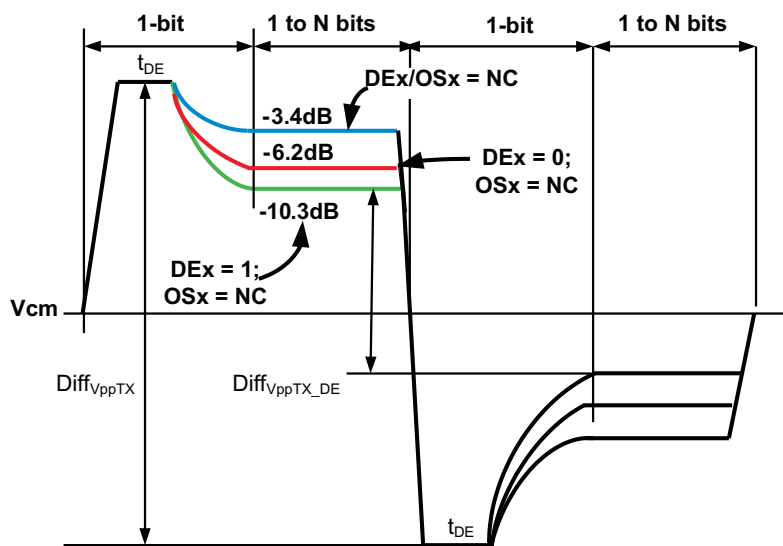 1-bit
1 to N bits
1-bit
1 to N bits
tDE
DEx/OSx = NC
-3.4dB
-6.2dB
DEx = 0;
OSx = NC
-10.3dB
DEx = 1;
OSx = NC
Vcm
DiffVppTX
DiffVppTX_DE
tDE